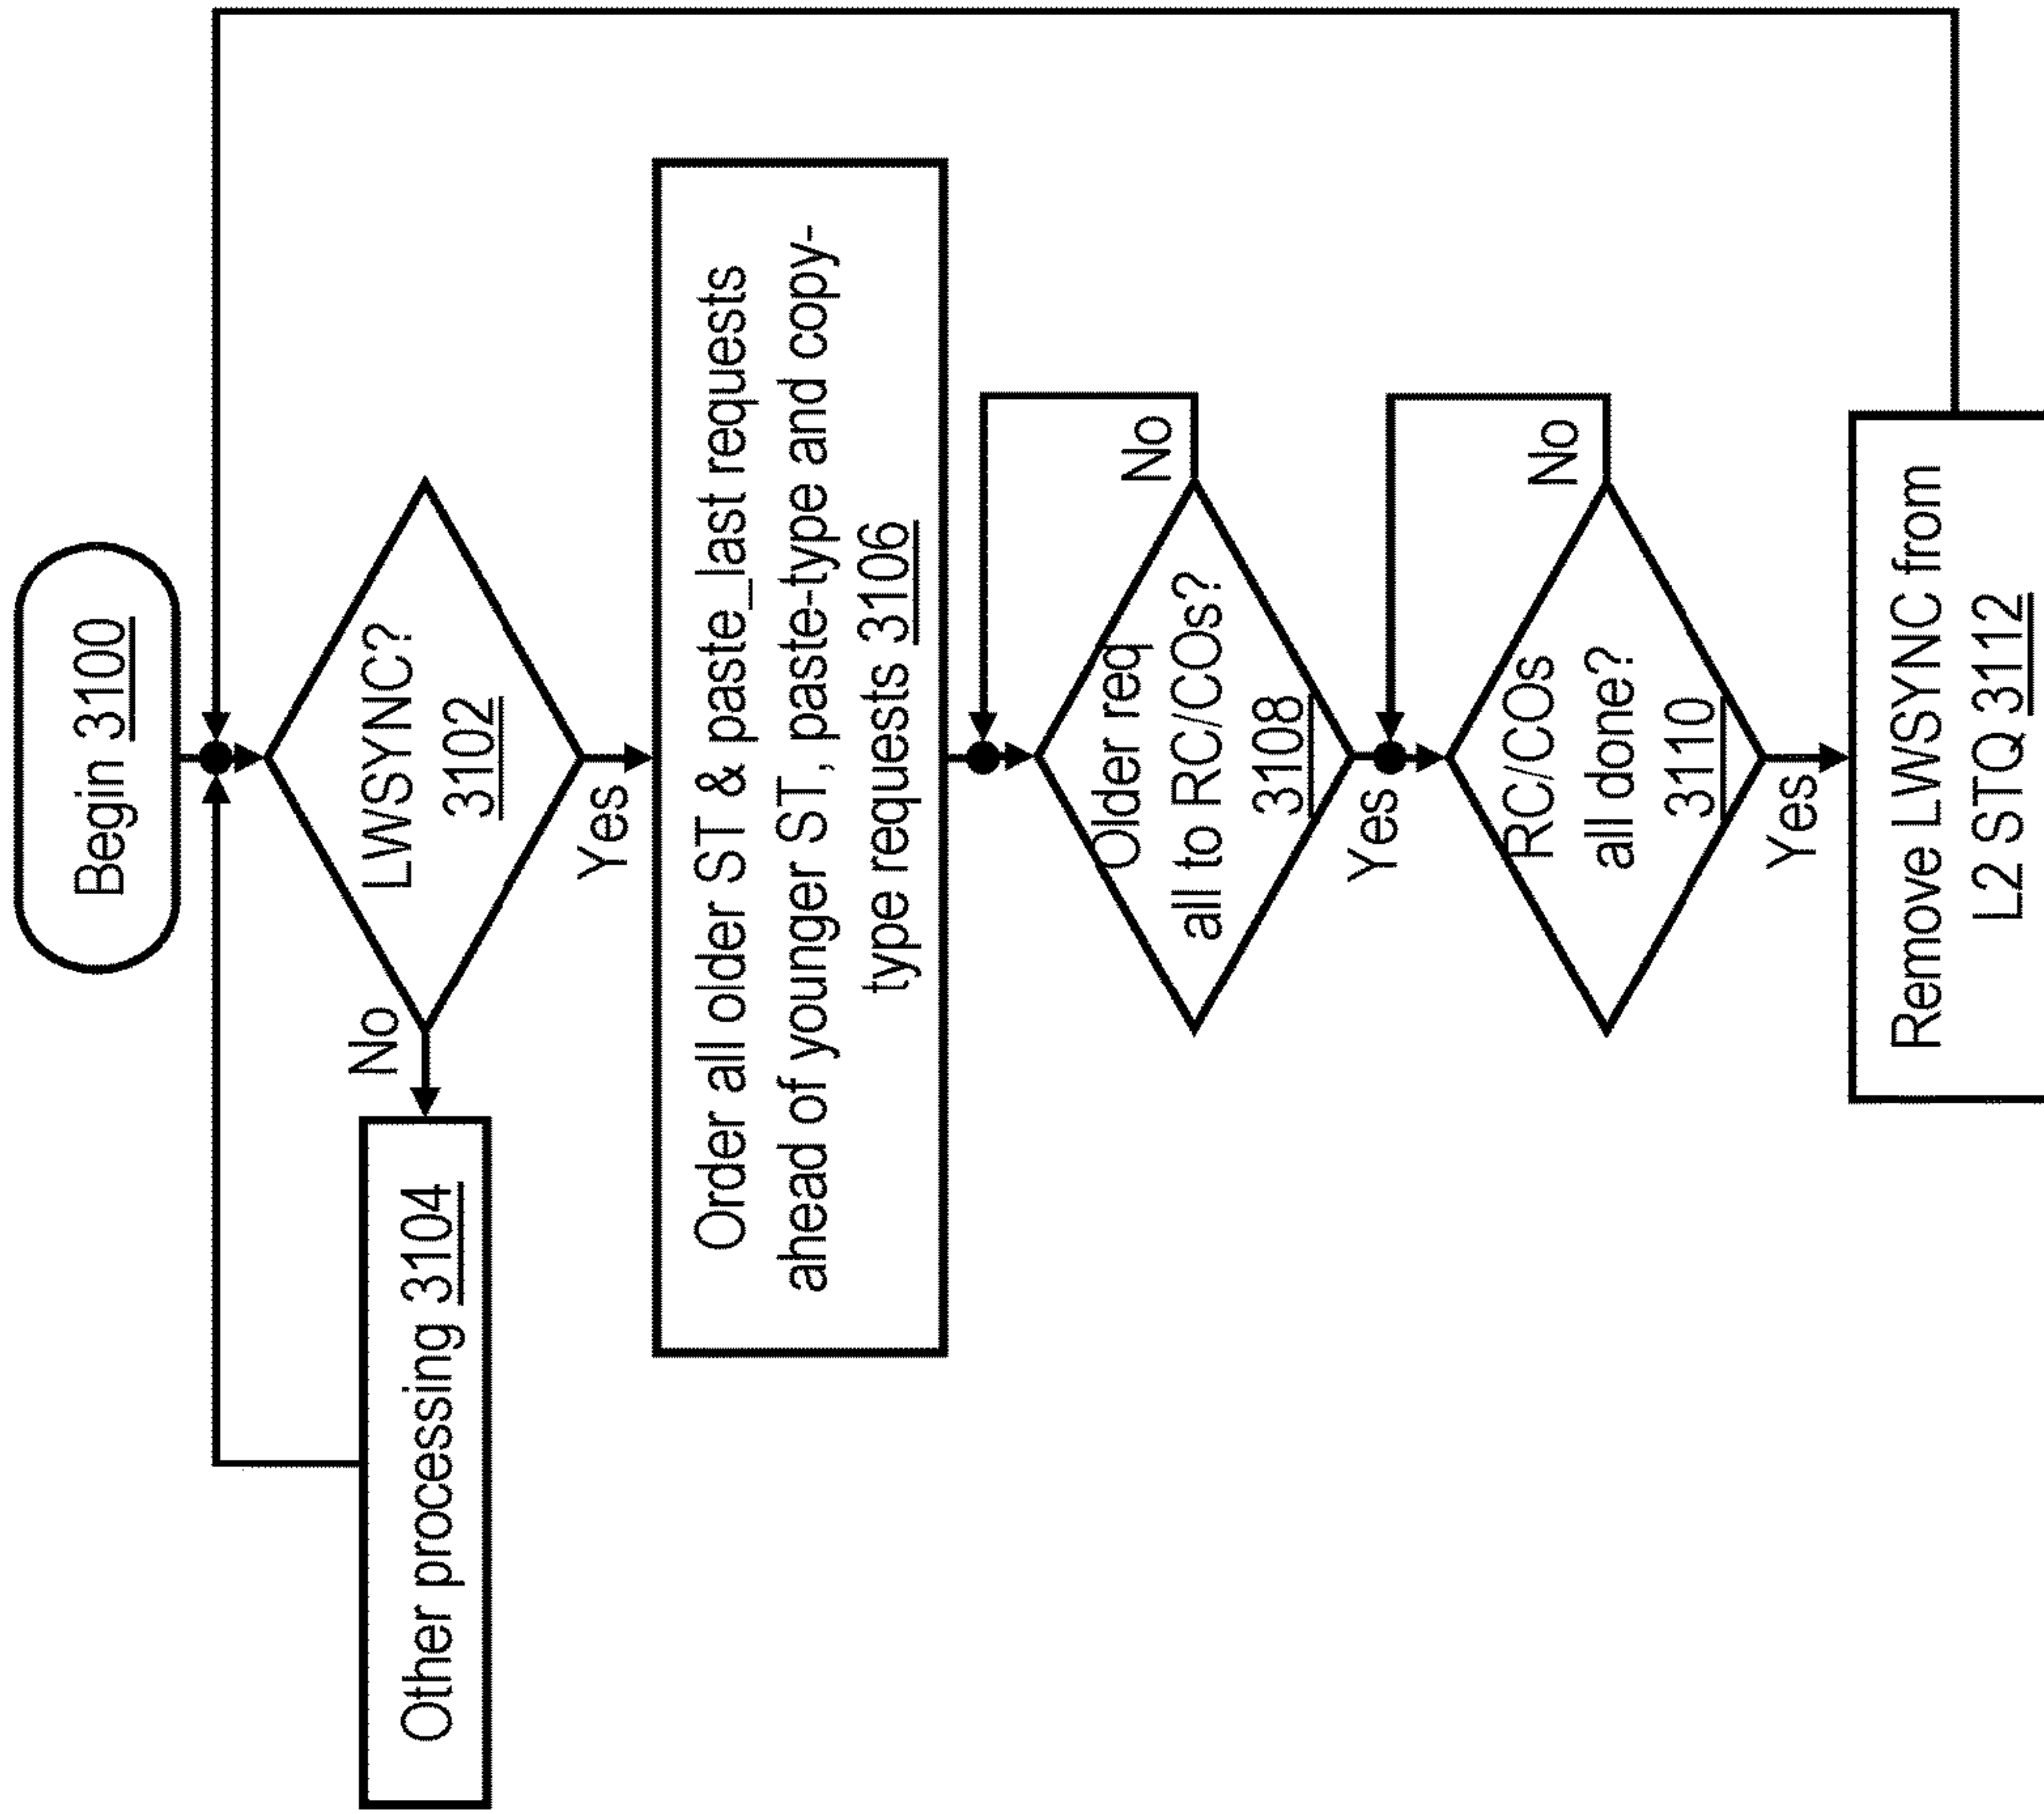 Begin 3100
LWSYNC?
3102
No
Other processing 3104
Yes
Order all older ST & paste_last requests
ahead of younger ST, paste-type and copy-
type requests 3106
Older req
all to RC/COs?
3108
No
Yes
RC/COs
all done?
3110
No
Yes
Remove LWSYNC from
L2 STQ 3112